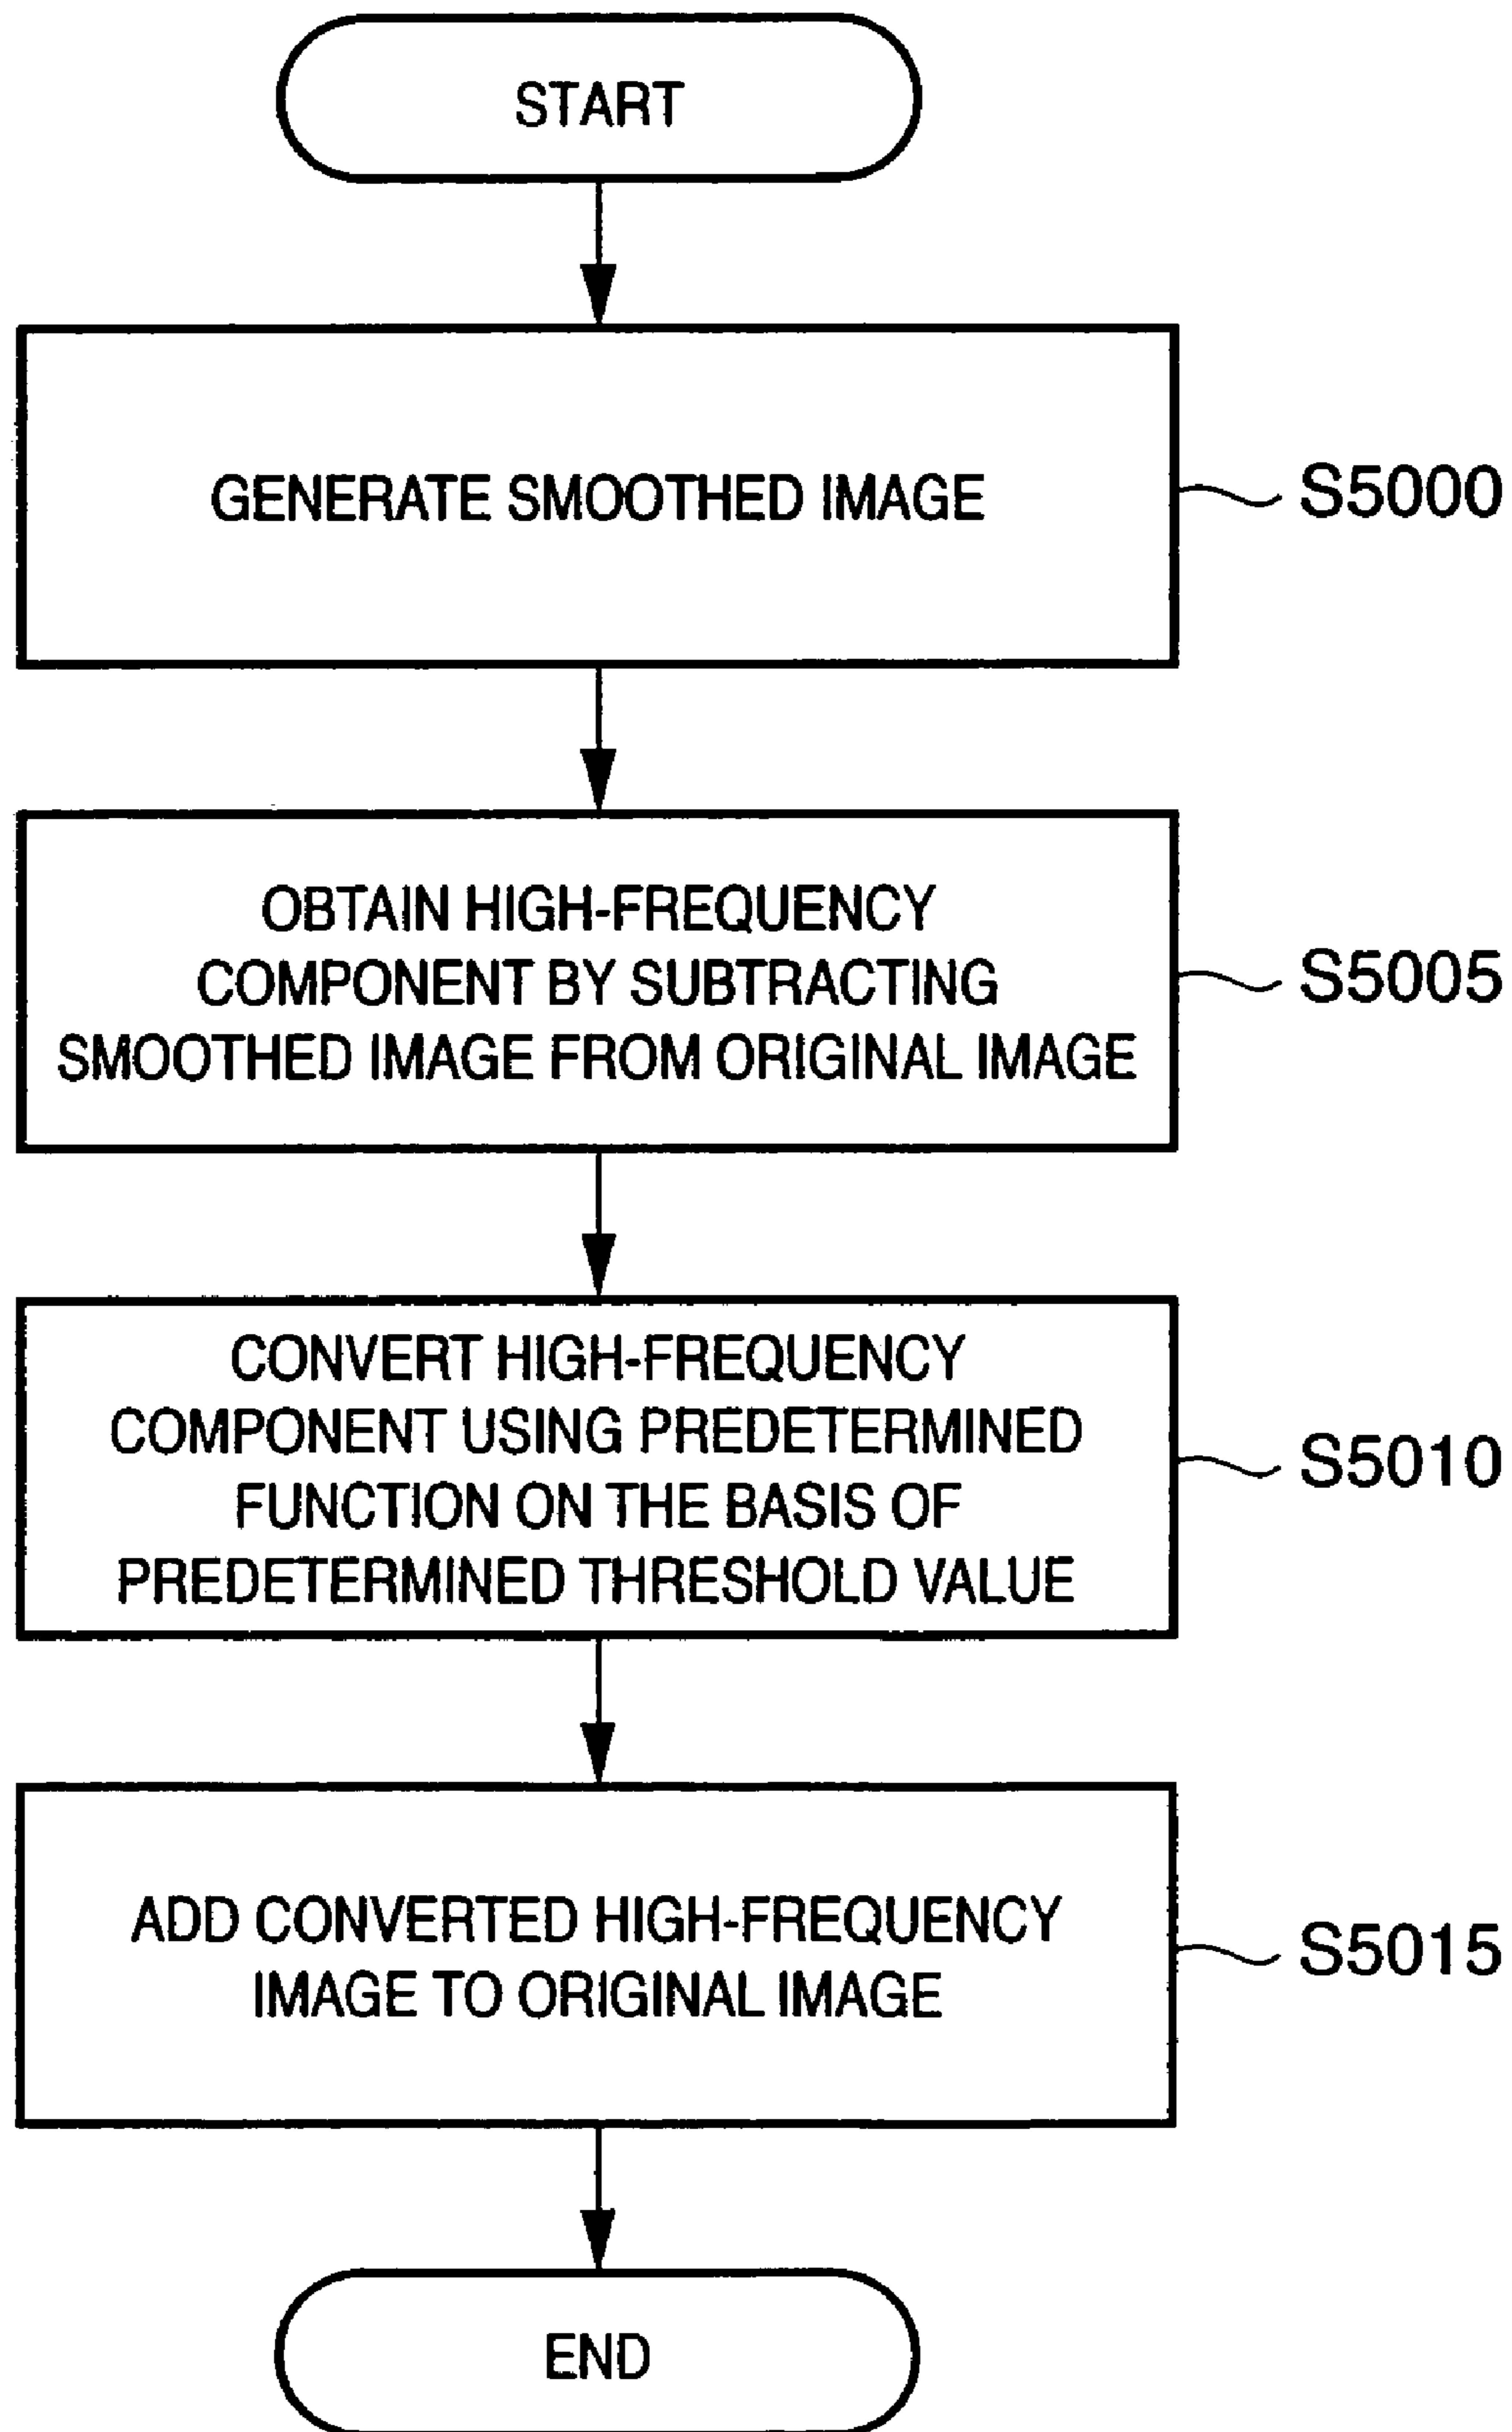 START
GENERATE SMOOTHED IMAGE
S5000
OBTAIN HIGH-FREQUENCY
COMPONENT BY SUBTRACTING
SMOOTHED IMAGE FROM ORIGINAL IMAGE
S5005
CONVERT HIGH-FREQUENCY
COMPONENT USING PREDETERMINED
FUNCTION ON THE BASIS OF
PREDETERMINED THRESHOLD VALUE
S5010
ADD CONVERTED HIGH-FREQUENCY
IMAGE TO ORIGINAL IMAGE
S5015
END